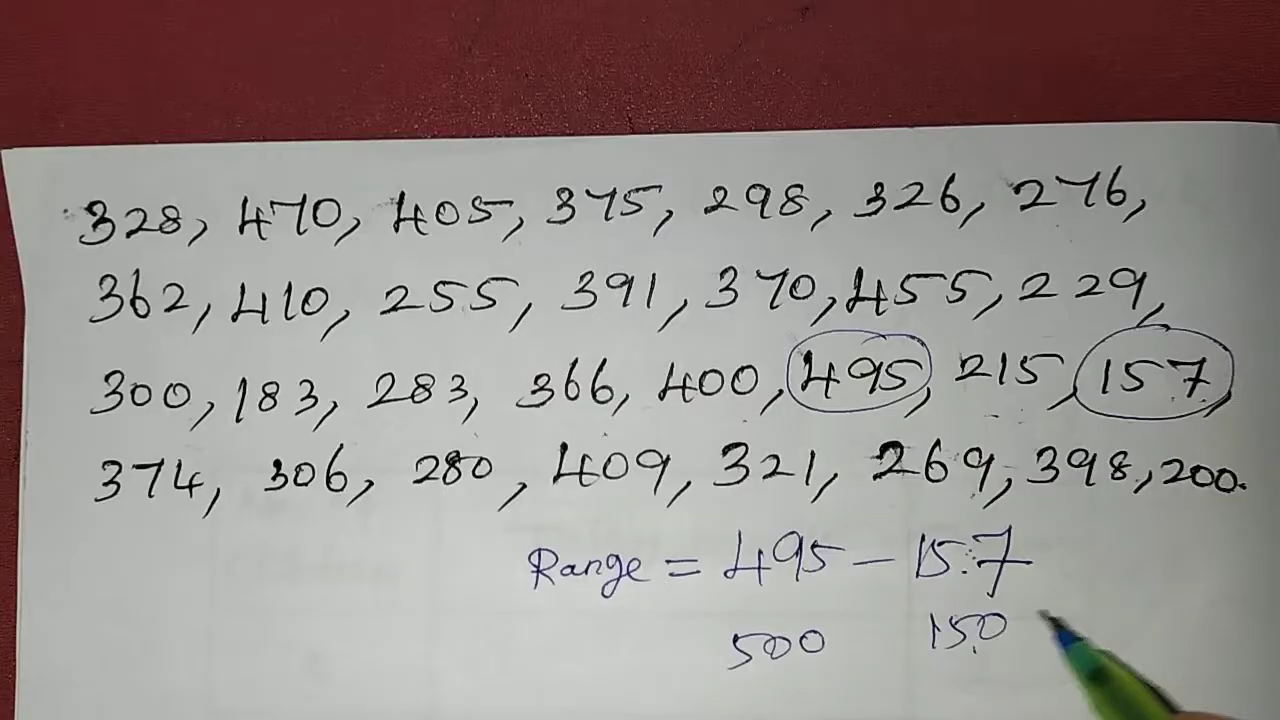 328, 470, 405, 375, 298, 326, 276,
362, 410, 255, 391, 370, 455, 229,
300, 183, 283, 366, 400, 495, 215, 157,
374, 306, 280, 409, 321, 269, 398, 200.
Range = 495 - 157
500 150